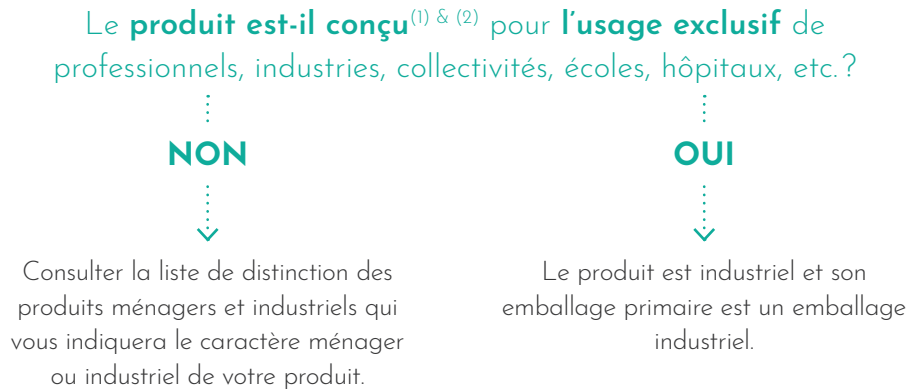 Le produit est-il conçu(1) & (2) pour l'usage exclusif de
professionnels, industries, collectivités, écoles, hôpitaux, etc. ?
NON
OUI
Consulter la liste de distinction des
produits ménagers et industriels qui
vous indiquera le caractère ménager
ou industriel de votre produit.
Le produit est industriel et son
emballage primaire est un emballage
industriel.